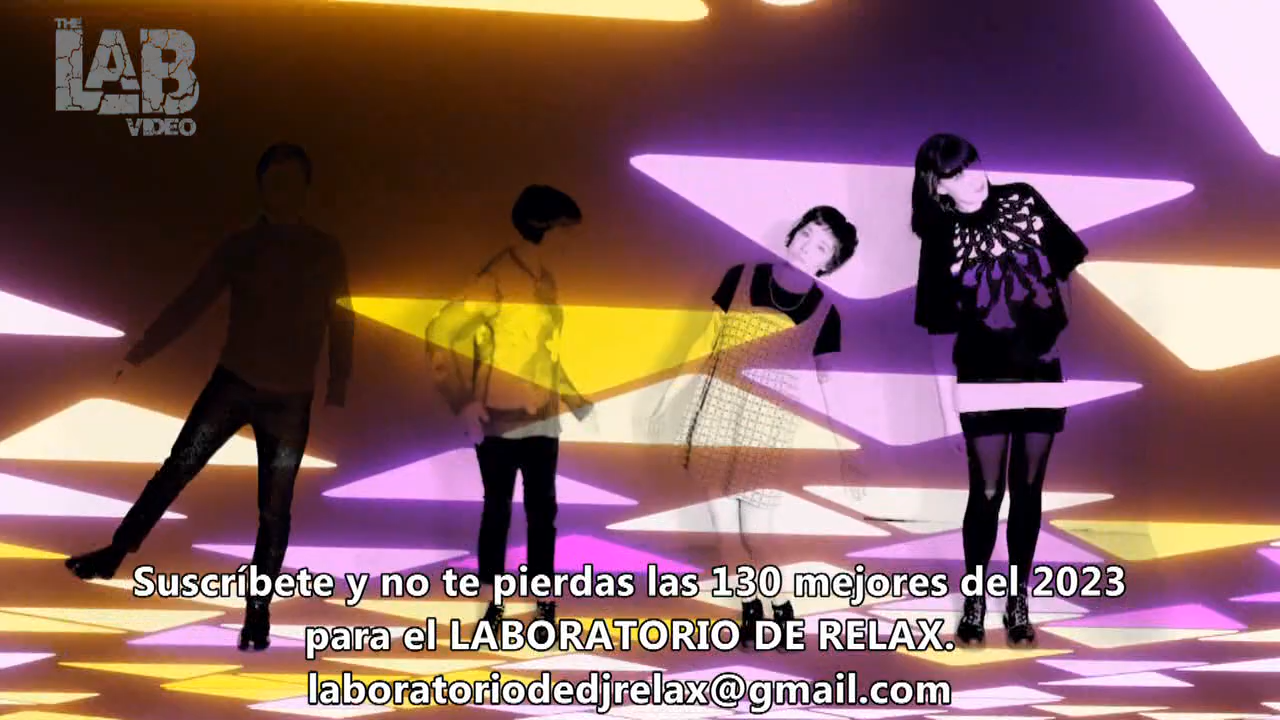 THE
LAB
VIDEO
Suscríbete y no te pierdas las 130 mejores del 2023
para el LABORATORIO DE RELAX.
laboratoriodedjrelax@gmail.com